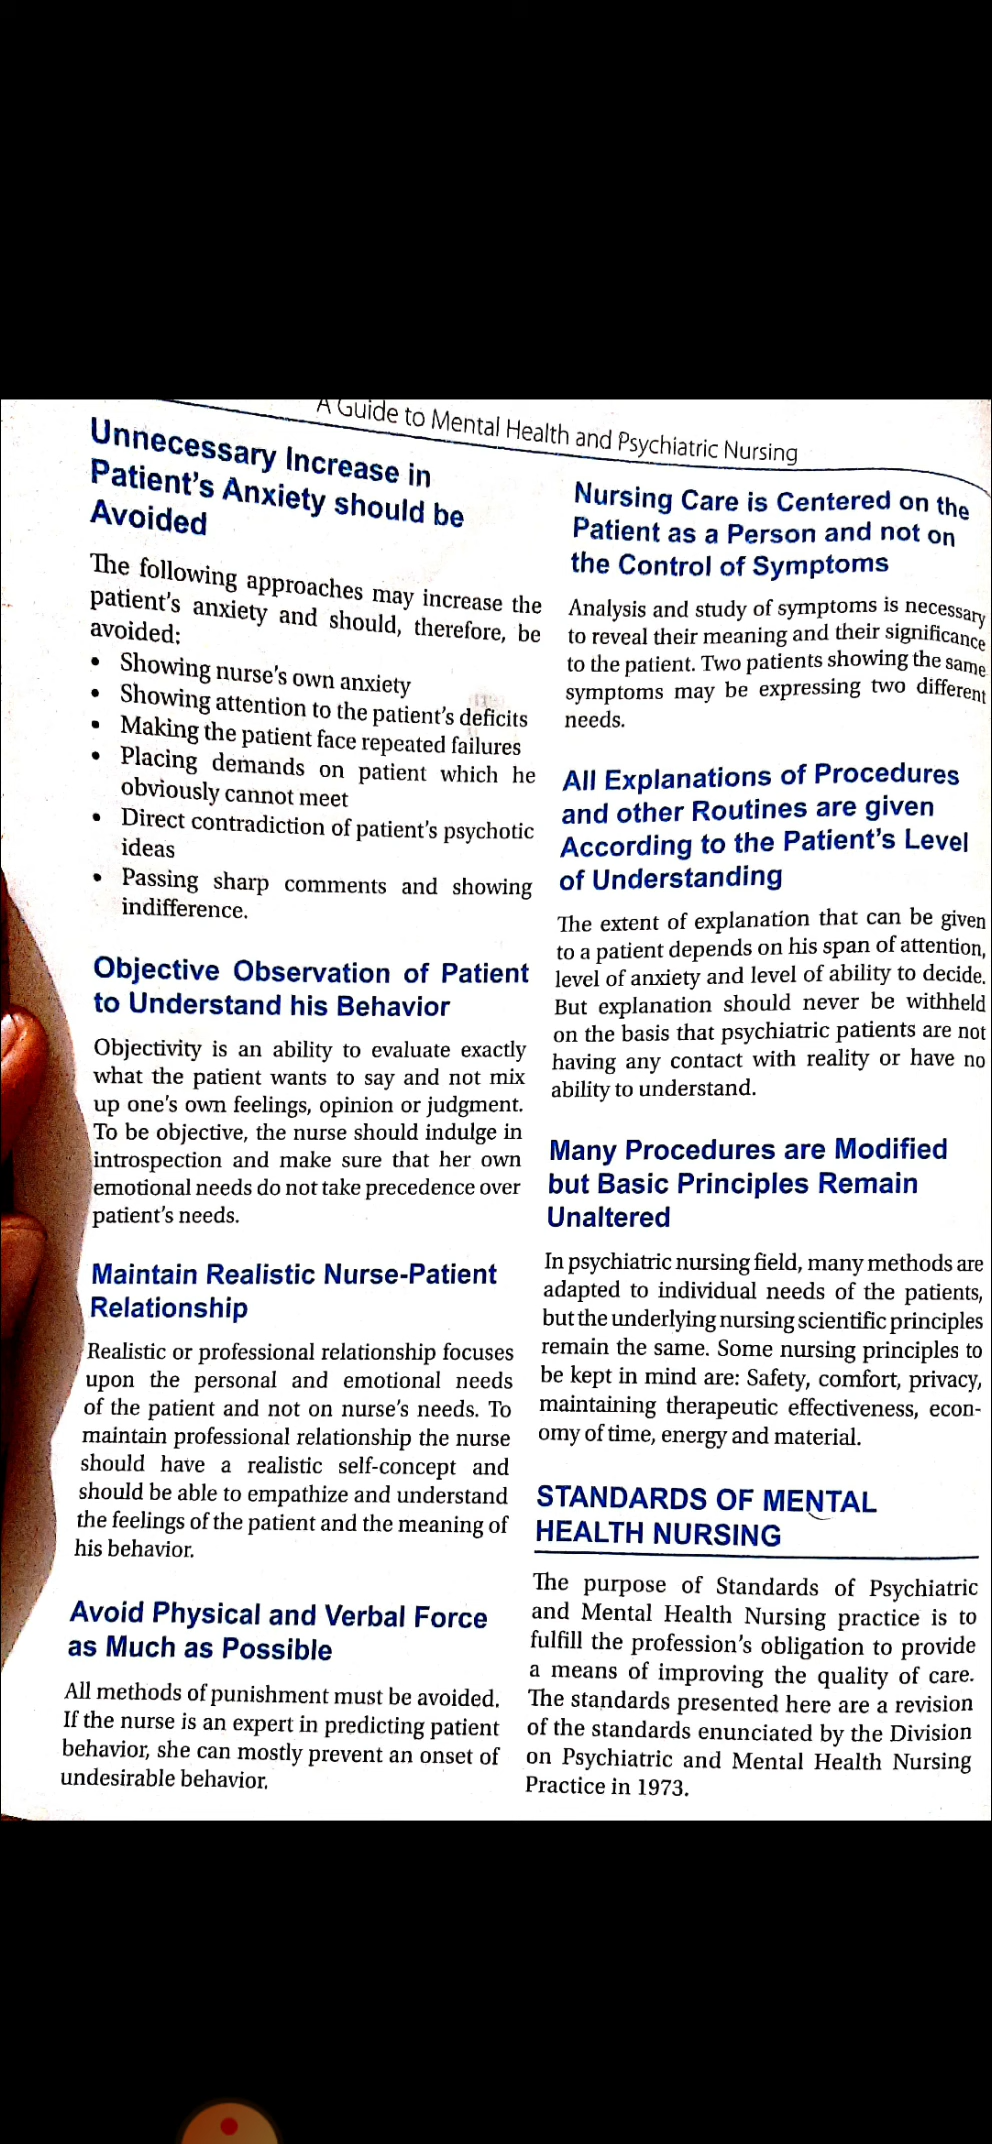 A Guide to Mental Health and Psychiatric Nursing
Unnecessary Increase in
Patient's Anxiety should be
Avoided
The following approaches may increase the
patient's anxiety and should, therefore, be
avoided:
• Showing nurse's own anxiety
• Showing attention to the patient's deficits
• Making the patient face repeated failures
• Placing demands on patient which he
obviously cannot meet
• Direct contradiction of patient's psychotic
ideas
• Passing sharp comments and showing
indifference.
Objective Observation of Patient
to Understand his Behavior
Objectivity is an ability to evaluate exactly
what the patient wants to say and not mix
up one's own feelings, opinion or judgment.
To be objective, the nurse should indulge in
introspection and make sure that her own
emotional needs do not take precedence over
patient's needs.
Maintain Realistic Nurse-Patient
Relationship
Realistic or professional relationship focuses
upon the personal and emotional needs
of the patient and not on nurse's needs. To
maintain professional relationship the nurse
should have a realistic self-concept and
should be able to empathize and understand
the feelings of the patient and the meaning of
his behavior.
Avoid Physical and Verbal Force
as Much as Possible
All methods of punishment must be avoided.
If the nurse is an expert in predicting patient
behavior, she can mostly prevent an onset of
undesirable behavior.
Nursing Care is Centered on the
Patient as a Person and not on
the Control of Symptoms
Analysis and study of symptoms is necessary
to reveal their meaning and their significance
to the patient. Two patients showing the same
symptoms may be expressing two different
needs.
All Explanations of Procedures
and other Routines are given
According to the Patient's Level
of Understanding
The extent of explanation that can be given
to a patient depends on his span of attention,
level of anxiety and level of ability to decide.
But explanation should never be withheld
on the basis that psychiatric patients are not
having any contact with reality or have no
ability to understand.
Many Procedures are Modified
but Basic Principles Remain
Unaltered
In psychiatric nursing field, many methods are
adapted to individual needs of the patients,
but the underlying nursing scientific principles
remain the same. Some nursing principles to
be kept in mind are: Safety, comfort, privacy,
maintaining therapeutic effectiveness, econ-
omy of time, energy and material.
STANDARDS OF MENTAL
HEALTH NURSING
The purpose of Standards of Psychiatric
and Mental Health Nursing practice is to
fulfill the profession's obligation to provide
a means of improving the quality of care.
The standards presented here are a revision
of the standards enunciated by the Division
on Psychiatric and Mental Health Nursing
Practice in 1973.